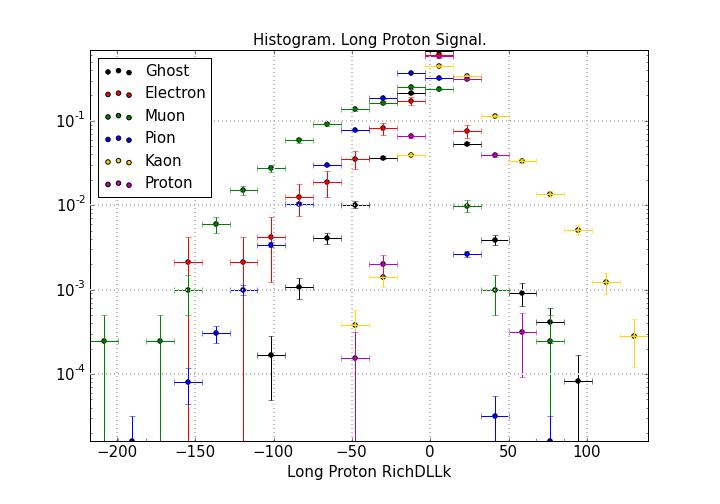 Histogram. Long Proton Signal.
Ghost
Electron
Muon
Pion
Kaon
Proton
10⁻¹
10⁻²
10⁻³
10⁻⁴
−200 −150 −100 −50 0 50 100
Long Proton RichDLLk